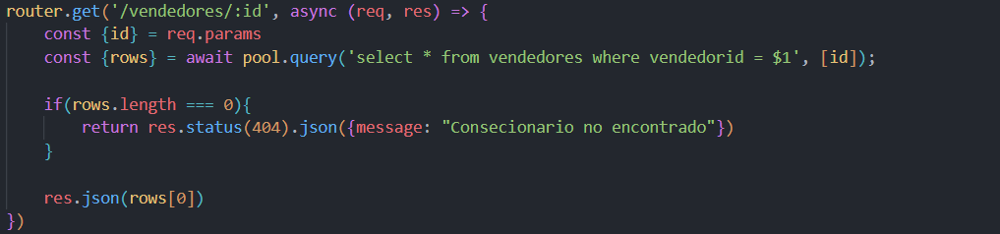 router.get('/vendedores/:id', async (req, res) => {
    const {id} = req.params
    const {rows} = await pool.query('select * from vendedores where vendedorid = $1', [id]);

    if(rows.length === 0){
        return res.status(404).json({message: "Consecionario no encontrado"})
    }

    res.json(rows[0])
})